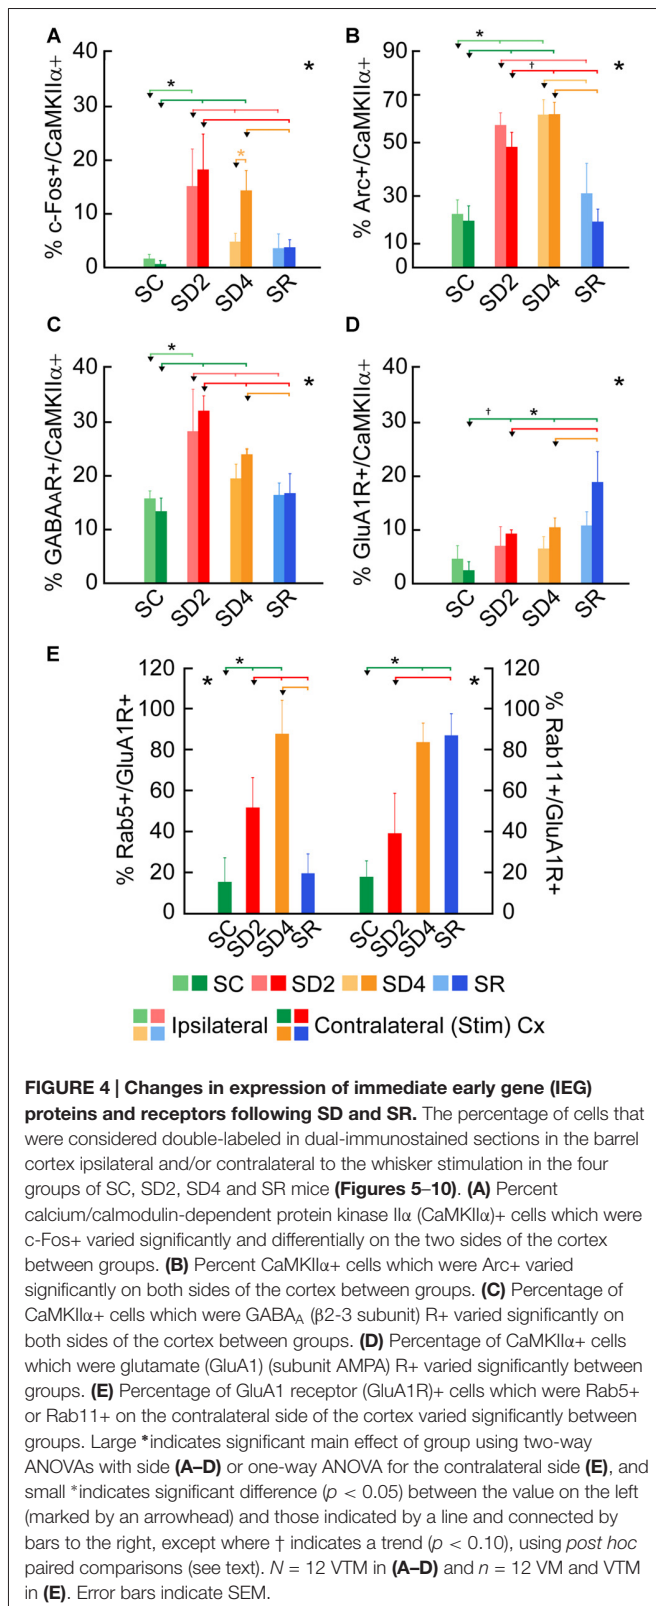 A
B
% c-Fos+/CaMKIIα+
40
30
20
10
0
*
*
*
SC
SD2
SD4
SR
% Arc+/CaMKIIα+
90
70
50
30
10
0
*
†
*
SC
SD2
SD4
SR
C
D
% GABAAR+/CaMKIIα+
40
30
20
10
0
*
*
SC
SD2
SD4
SR
% GluA1R+/CaMKIIα+
40
30
20
10
0
†
*
*
SC
SD2
SD4
SR
E
% Rab5+/GluA1R+
120
100
80
60
40
20
0
*
*
SC
SD2
SD4
SR
*
*
SC
SD2
SD4
SR
120
100
80
60
40
20
0
% Rab11+/GluA1R+
SC SD2 SD4 SR
Ipsilateral Contralateral (Stim) Cx
FIGURE 4 | Changes in expression of immediate early gene (IEG)
proteins and receptors following SD and SR. The percentage of cells that
were considered double-labeled in dual-immunostained sections in the barrel
cortex ipsilateral and/or contralateral to the whisker stimulation in the four
groups of SC, SD2, SD4 and SR mice (Figures 5–10). (A) Percent
calcium/calmodulin-dependent protein kinase IIα (CaMKIIα)+ cells which were
c-Fos+ varied significantly and differentially on the two sides of the cortex
between groups. (B) Percent CaMKIIα+ cells which were Arc+ varied
significantly on both sides of the cortex between groups. (C) Percentage of
CaMKIIα+ cells which were GABAA (β2-3 subunit) R+ varied significantly on
both sides of the cortex between groups. (D) Percentage of CaMKIIα+ cells
which were glutamate (GluA1) (subunit AMPA) R+ varied significantly between
groups. (E) Percentage of GluA1 receptor (GluA1R)+ cells which were Rab5+
or Rab11+ on the contralateral side of the cortex varied significantly between
groups. Large *indicates significant main effect of group using two-way
ANOVAs with side (A–D) or one-way ANOVA for the contralateral side (E), and
small *indicates significant difference (p < 0.05) between the value on the left
(marked by an arrowhead) and those indicated by a line and connected by
bars to the right, except where † indicates a trend (p < 0.10), using post hoc
paired comparisons (see text). N = 12 VTM in (A–D) and n = 12 VM and VTM
in (E). Error bars indicate SEM.